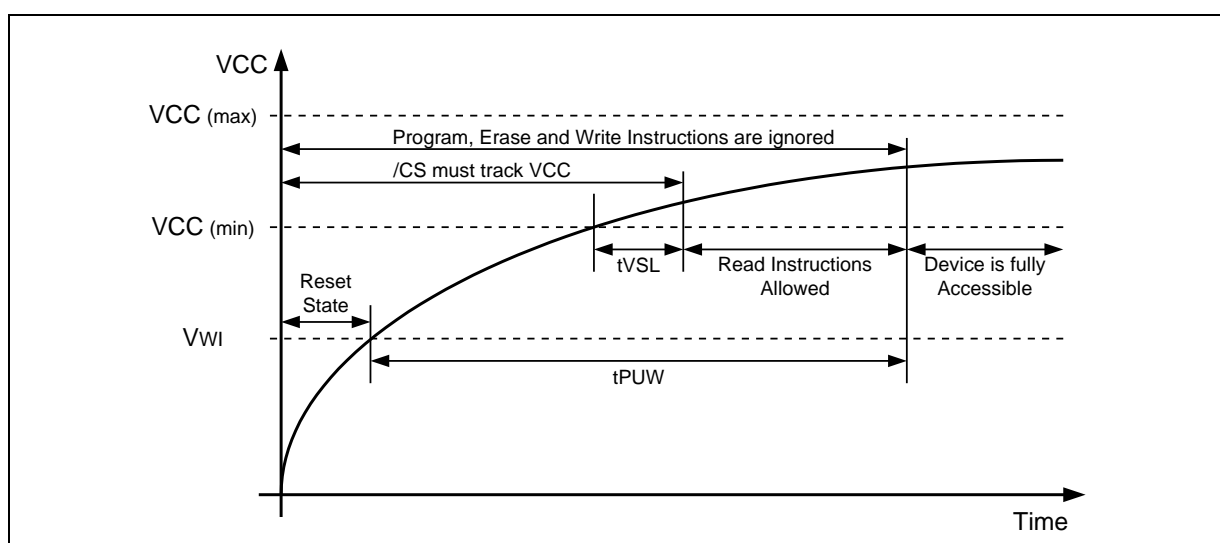 VCC
VCC (max)
Program, Erase and Write Instructions are ignored
/CS must track VCC
VCC (min)
tVSL
Read Instructions
Allowed
Device is fully
Accessible
Reset
State
VWI
tPUW
Time